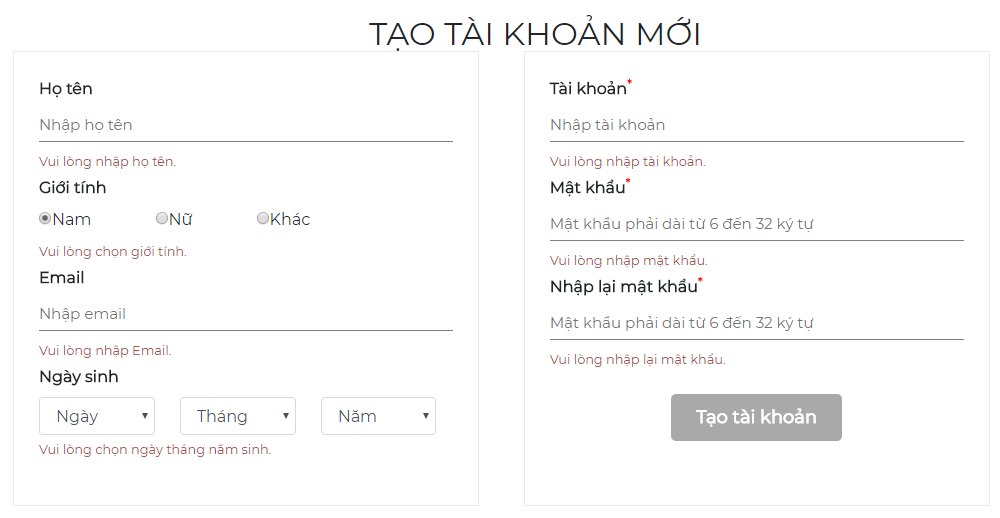 TẠO TÀI KHOẢN MỚI
Họ tên
Nhập họ tên
Vui lòng nhập họ tên.
Giới tính
Nam Nữ Khác
Vui lòng chọn giới tính.
Email
Nhập email
Vui lòng nhập Email.
Ngày sinh
Ngày Tháng Năm
Vui lòng chọn ngày tháng năm sinh.
Tài khoản*
Nhập tài khoản
Vui lòng nhập tài khoản.
Mật khẩu*
Mật khẩu phải dài từ 6 đến 32 ký tự
Vui lòng nhập mật khẩu.
Nhập lại mật khẩu*
Mật khẩu phải dài từ 6 đến 32 ký tự
Vui lòng nhập lại mật khẩu.
Tạo tài khoản